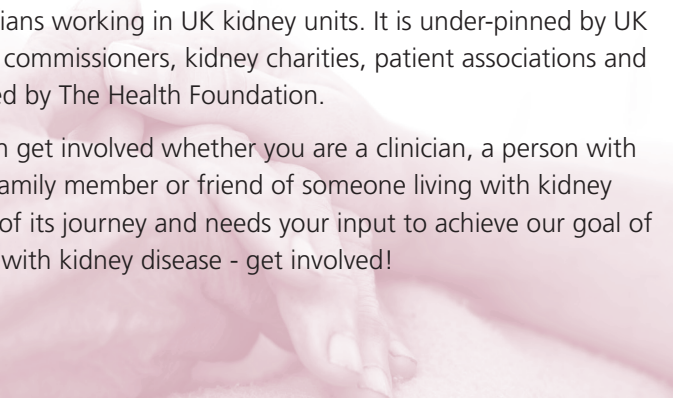 ians working in UK kidney units. It is under-pinned by UK
commissioners, kidney charities, patient associations and
ed by The Health Foundation.
n get involved whether you are a clinician, a person with
family member or friend of someone living with kidney
of its journey and needs your input to achieve our goal of
with kidney disease - get involved!